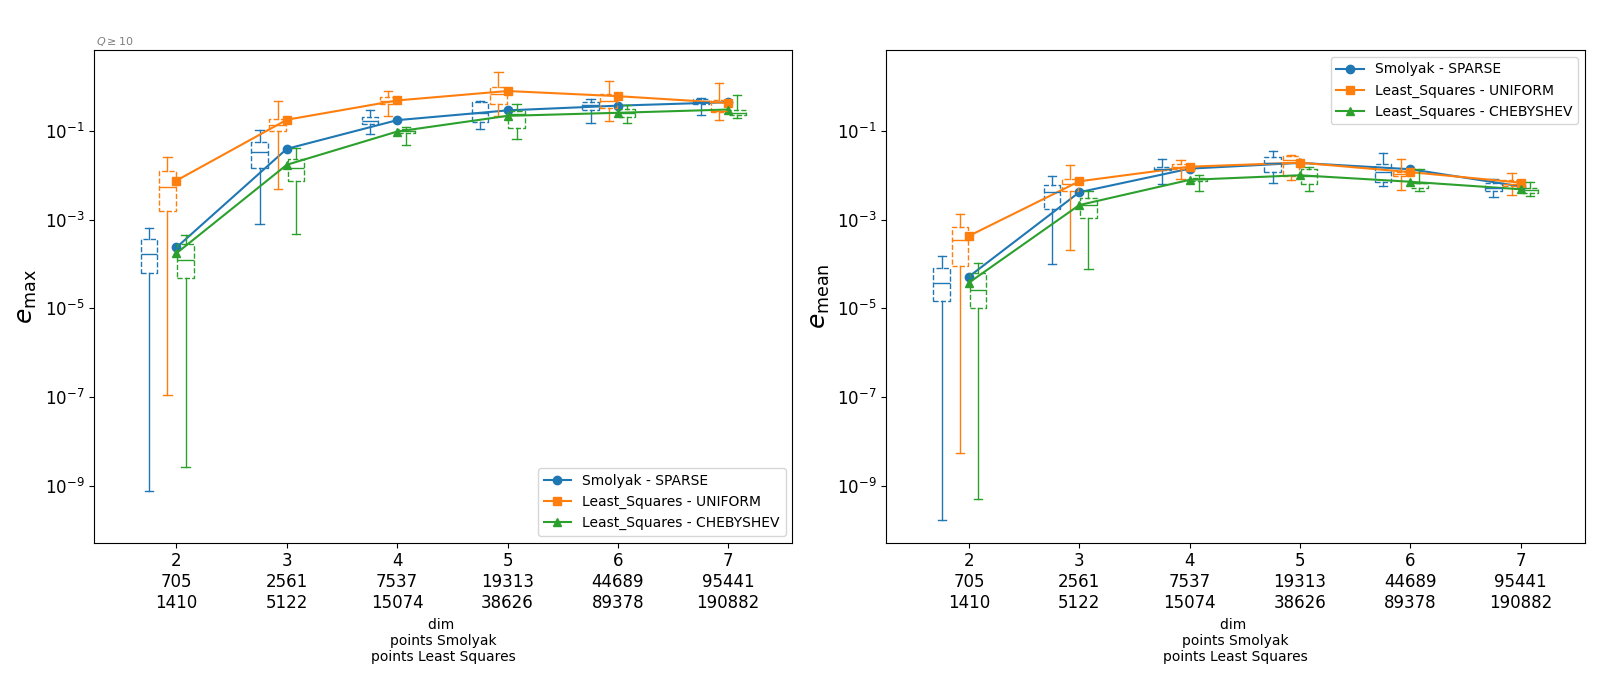 Q ≥ 10
10⁻¹
10⁻³
10⁻⁵
10⁻⁷
10⁻⁹
e_max
Smolyak - SPARSE
Least_Squares - UNIFORM
Least_Squares - CHEBYSHEV
2 3 4 5 6 7
705 2561 7537 19313 44689 95441
1410 5122 15074 38626 89378 190882
dim
points Smolyak
points Least Squares
10⁻¹
10⁻³
10⁻⁵
10⁻⁷
10⁻⁹
e_mean
Smolyak - SPARSE
Least_Squares - UNIFORM
Least_Squares - CHEBYSHEV
2 3 4 5 6 7
705 2561 7537 19313 44689 95441
1410 5122 15074 38626 89378 190882
dim
points Smolyak
points Least Squares